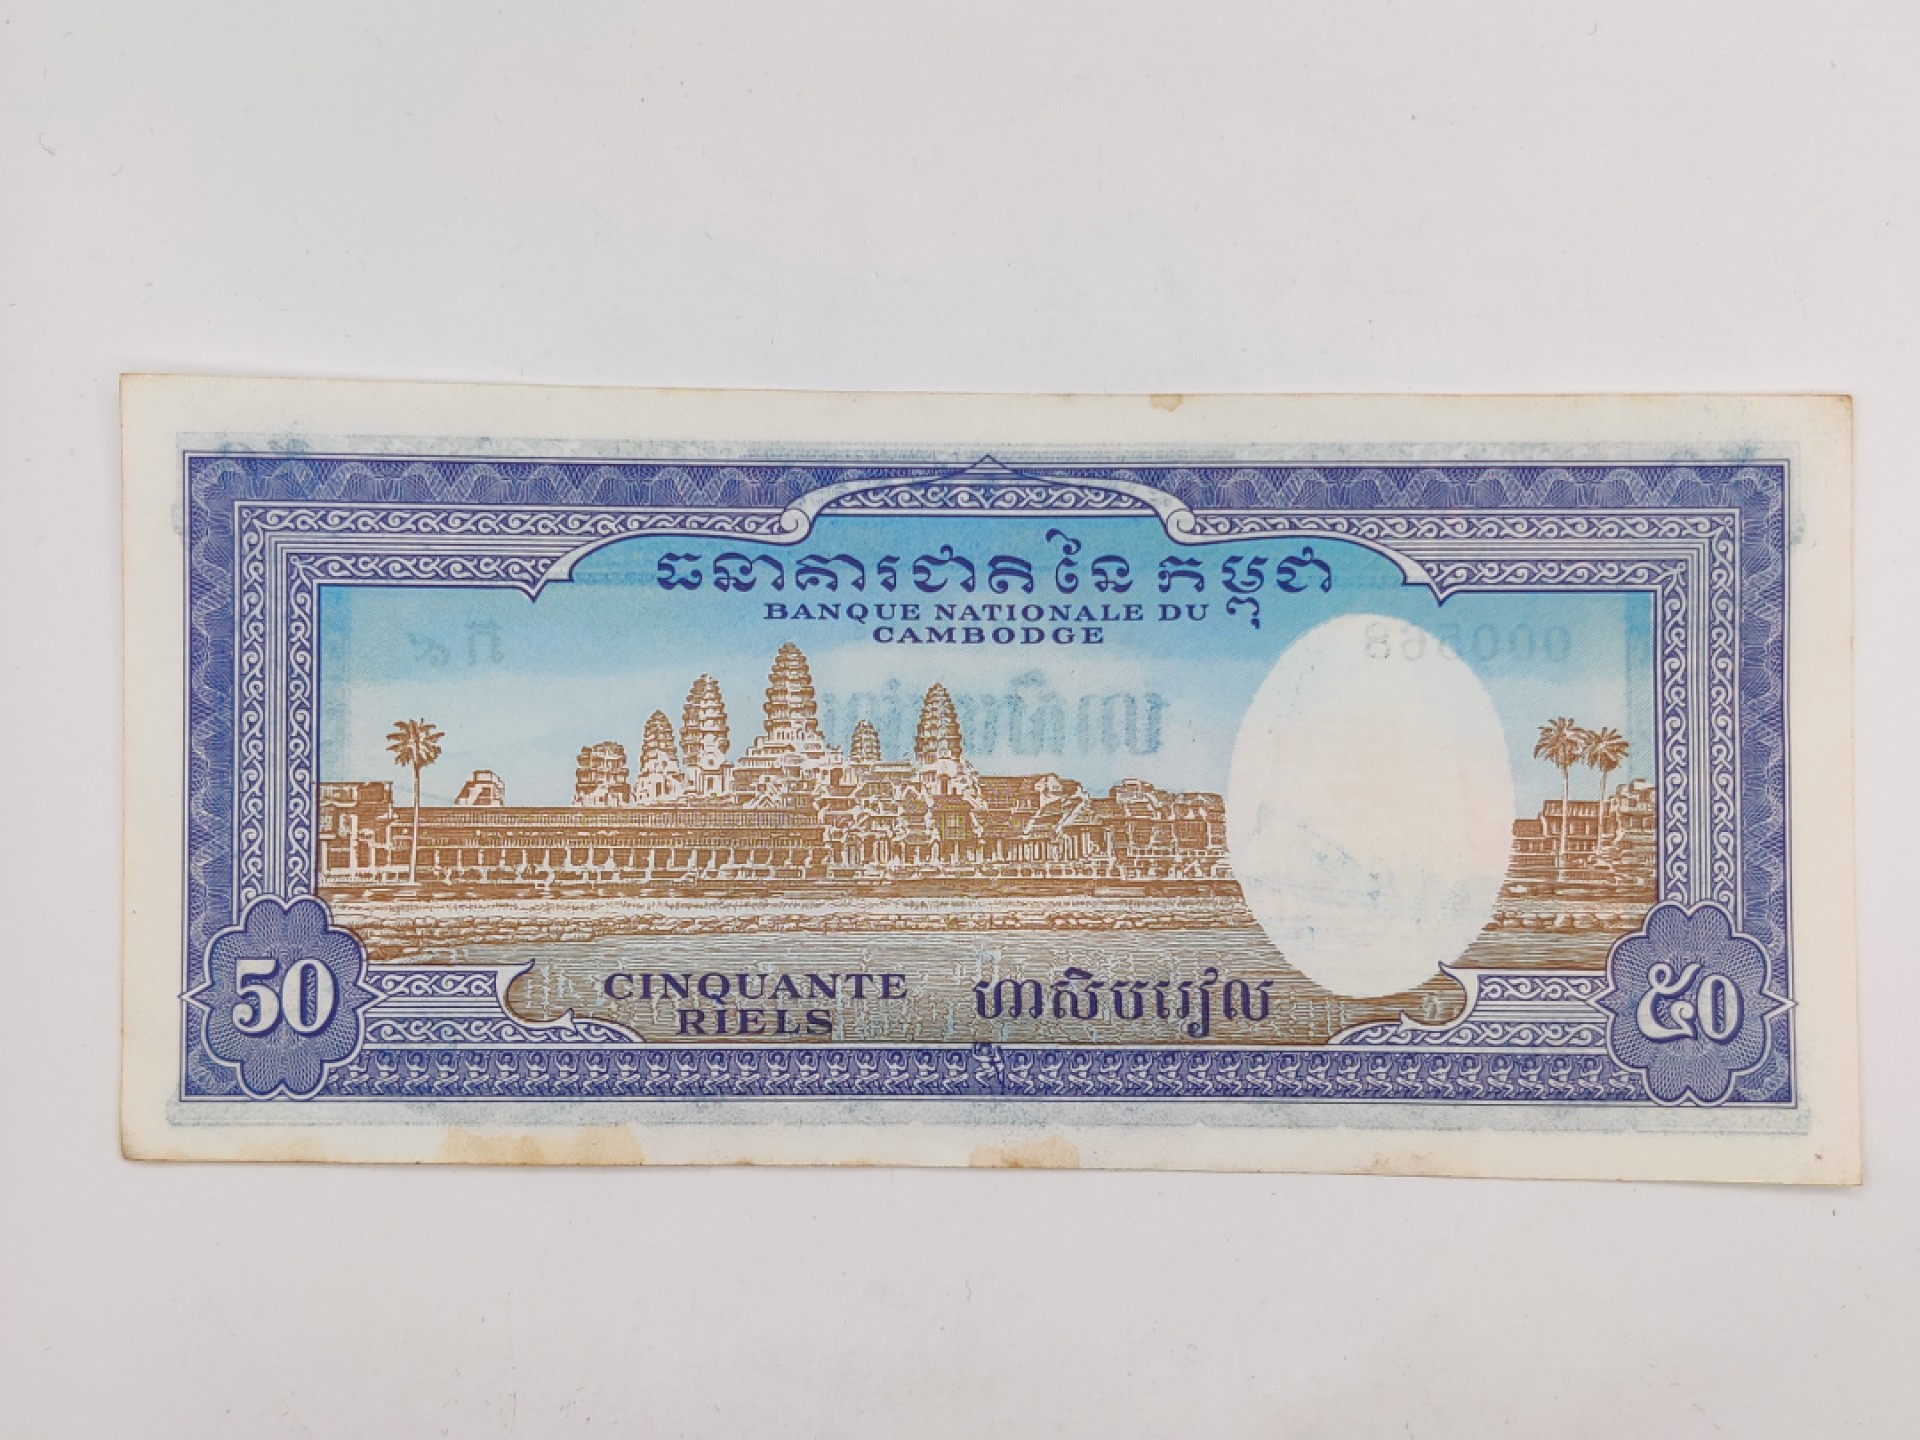 ធនាគារជាតិនៃកម្ពុជា
BANQUE NATIONALE DU
CAMBODGE
000568
CINQUANTE
RIELS
ហាសិបរៀល
50
៥០